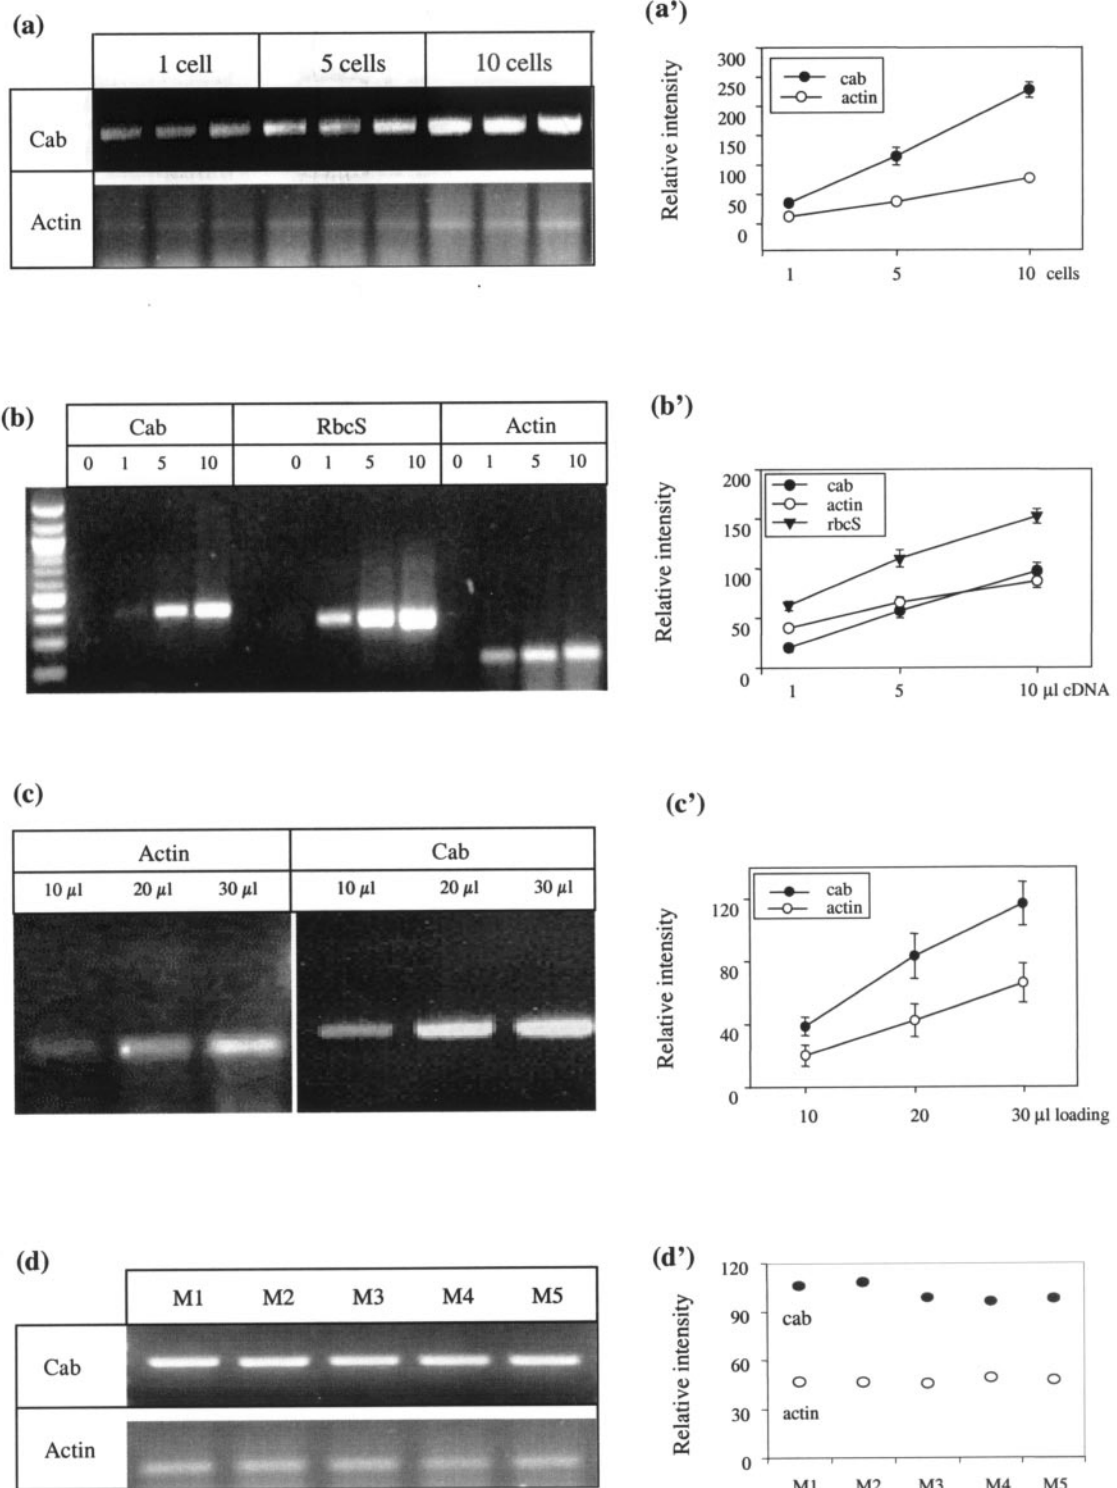 (a)
1 cell 5 cells 10 cells
Cab
Actin
(a')
Relative intensity
300
250
200
150
100
50
0
cab
actin
1 5 10 cells
(b)
Cab RbcS Actin
0 1 5 10 0 1 5 10 0 1 5 10
(b')
Relative intensity
200
150
100
50
0
cab
actin
rbcS
1 5 10 µl cDNA
(c)
Actin Cab
10 µl 20 µl 30 µl 10 µl 20 µl 30 µl
(c')
Relative intensity
120
80
40
0
cab
actin
10 20 30 µl loading
(d)
M1 M2 M3 M4 M5
Cab
Actin
(d')
Relative intensity
120
90
60
30
0
cab
actin
M1 M2 M3 M4 M5